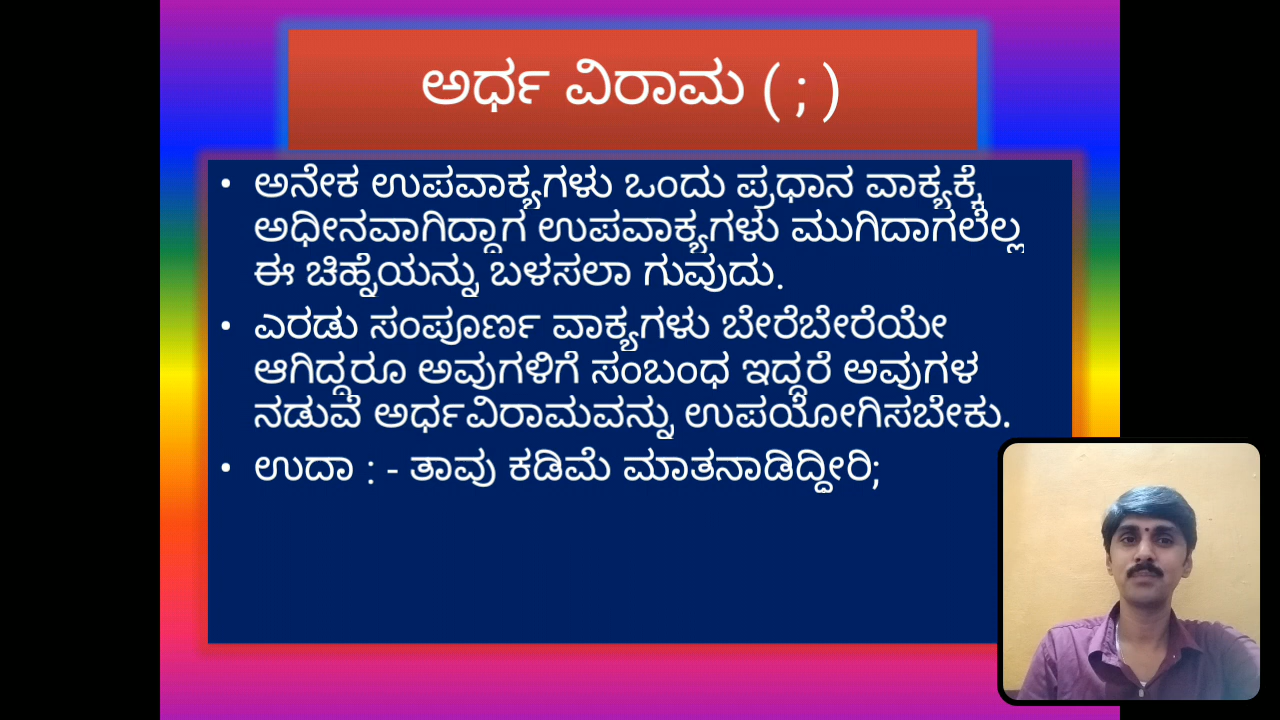 ಅರ್ಧ ವಿರಾಮ ( ; )
• ಅನೇಕ ಉಪವಾಕ್ಯಗಳು ಒಂದು ಪ್ರಧಾನ ವಾಕ್ಯಕ್ಕೆ
ಅಧೀನವಾಗಿದ್ದಾಗ ಉಪವಾಕ್ಯಗಳು ಮುಗಿದಾಗಲೆಲ್ಲ
ಈ ಚಿಹ್ನೆಯನ್ನು ಬಳಸಲಾ ಗುವುದು.
• ಎರಡು ಸಂಪೂರ್ಣ ವಾಕ್ಯಗಳು ಬೇರೆಬೇರೆಯೇ
ಆಗಿದ್ದರೂ ಅವುಗಳಿಗೆ ಸಂಬಂಧ ಇದ್ದರೆ ಅವುಗಳ
ನಡುವೆ ಅರ್ಧವಿರಾಮವನ್ನು ಉಪಯೋಗಿಸಬೇಕು.
• ಉದಾ : - ತಾವು ಕಡಿಮೆ ಮಾತನಾಡಿದ್ದೀರಿ;